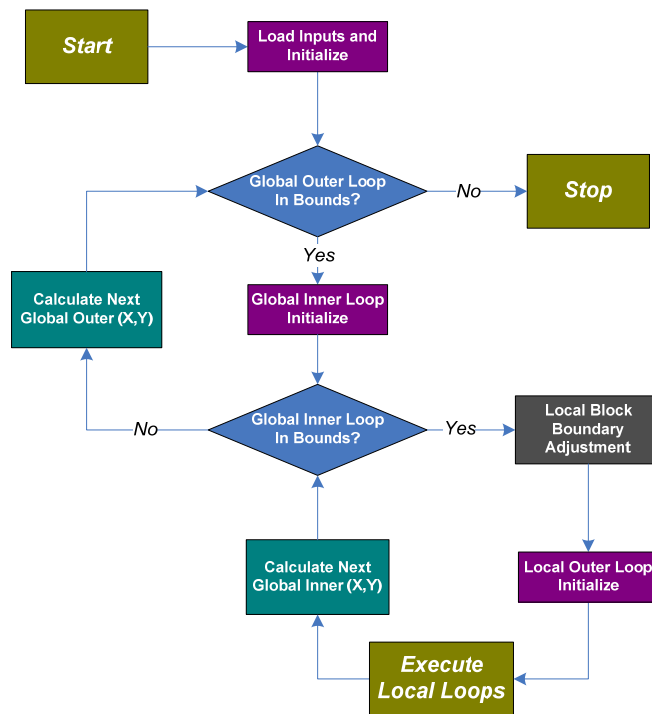 Start
Load Inputs and
Initialize
Global Outer Loop
In Bounds?
No
Stop
Yes
Calculate Next
Global Outer (X,Y)
Global Inner Loop
Initialize
Global Inner Loop
In Bounds?
No
Yes
Local Block
Boundary
Adjustment
Calculate Next
Global Inner (X,Y)
Local Outer Loop
Initialize
Execute
Local Loops